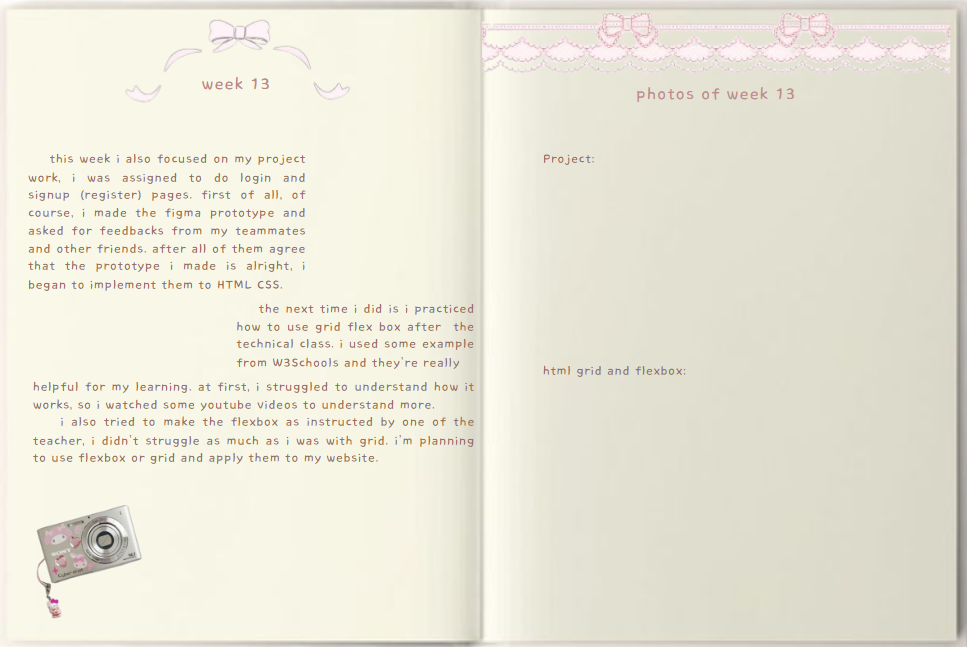 week 13
this week i also focused on my project
work, i was assigned to do login and
signup (register) pages. first of all, of
course, i made the figma prototype and
asked for feedbacks from my teammates
and other friends. after all of them agree
that the prototype i made is alright, i
began to implement them to HTML CSS.
the next time i did is i practiced
how to use grid flex box after the
technical class. i used some example
from W3Schools and they're really
helpful for my learning. at first, i struggled to understand how it
works, so i watched some youtube videos to understand more.
i also tried to make the flexbox as instructed by one of the
teacher, i didn't struggle as much as i was with grid. i'm planning
to use flexbox or grid and apply them to my website.
photos of week 13
Project:
html grid and flexbox: